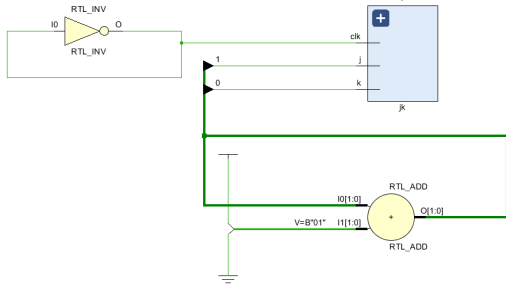 RTL_INV
I0
O
RTL_INV
clk
1
j
0
k
jk
RTL_ADD
I0[1:0]
O[1:0]
+
V=B"01"
I1[1:0]
RTL_ADD